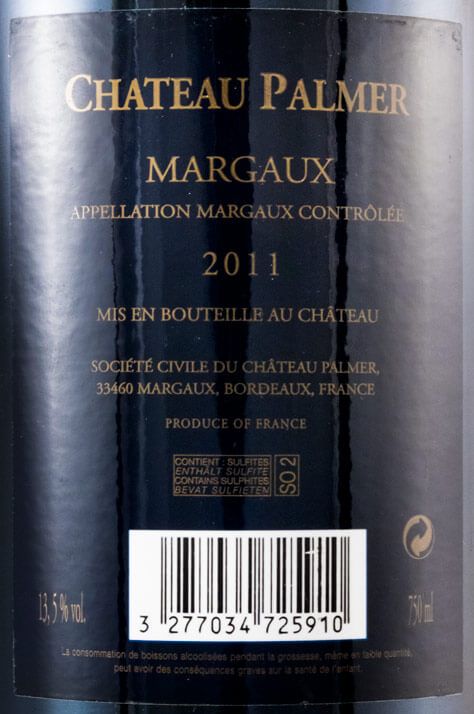 CHATEAU PALMER
MARGAUX
APPELLATION MARGAUX CONTRÔLÉE
2011
MIS EN BOUTEILLE AU CHÂTEAU
SOCIÉTÉ CIVILE DU CHÂTEAU PALMER,
33460 MARGAUX, BORDEAUX, FRANCE
PRODUCE OF FRANCE
CONTIENT : SULFITES
ENTHÄLT SULFITE
CONTAINS SULPHITES
BEVAT SULFIETEN
SO2
13, 5 % vol.
750 ml
3 277034 725910
La consommation de boissons alcoolisées pendant la grossesse, même en faible quantité,
peut avoir des conséquences graves sur la santé de l'enfant.